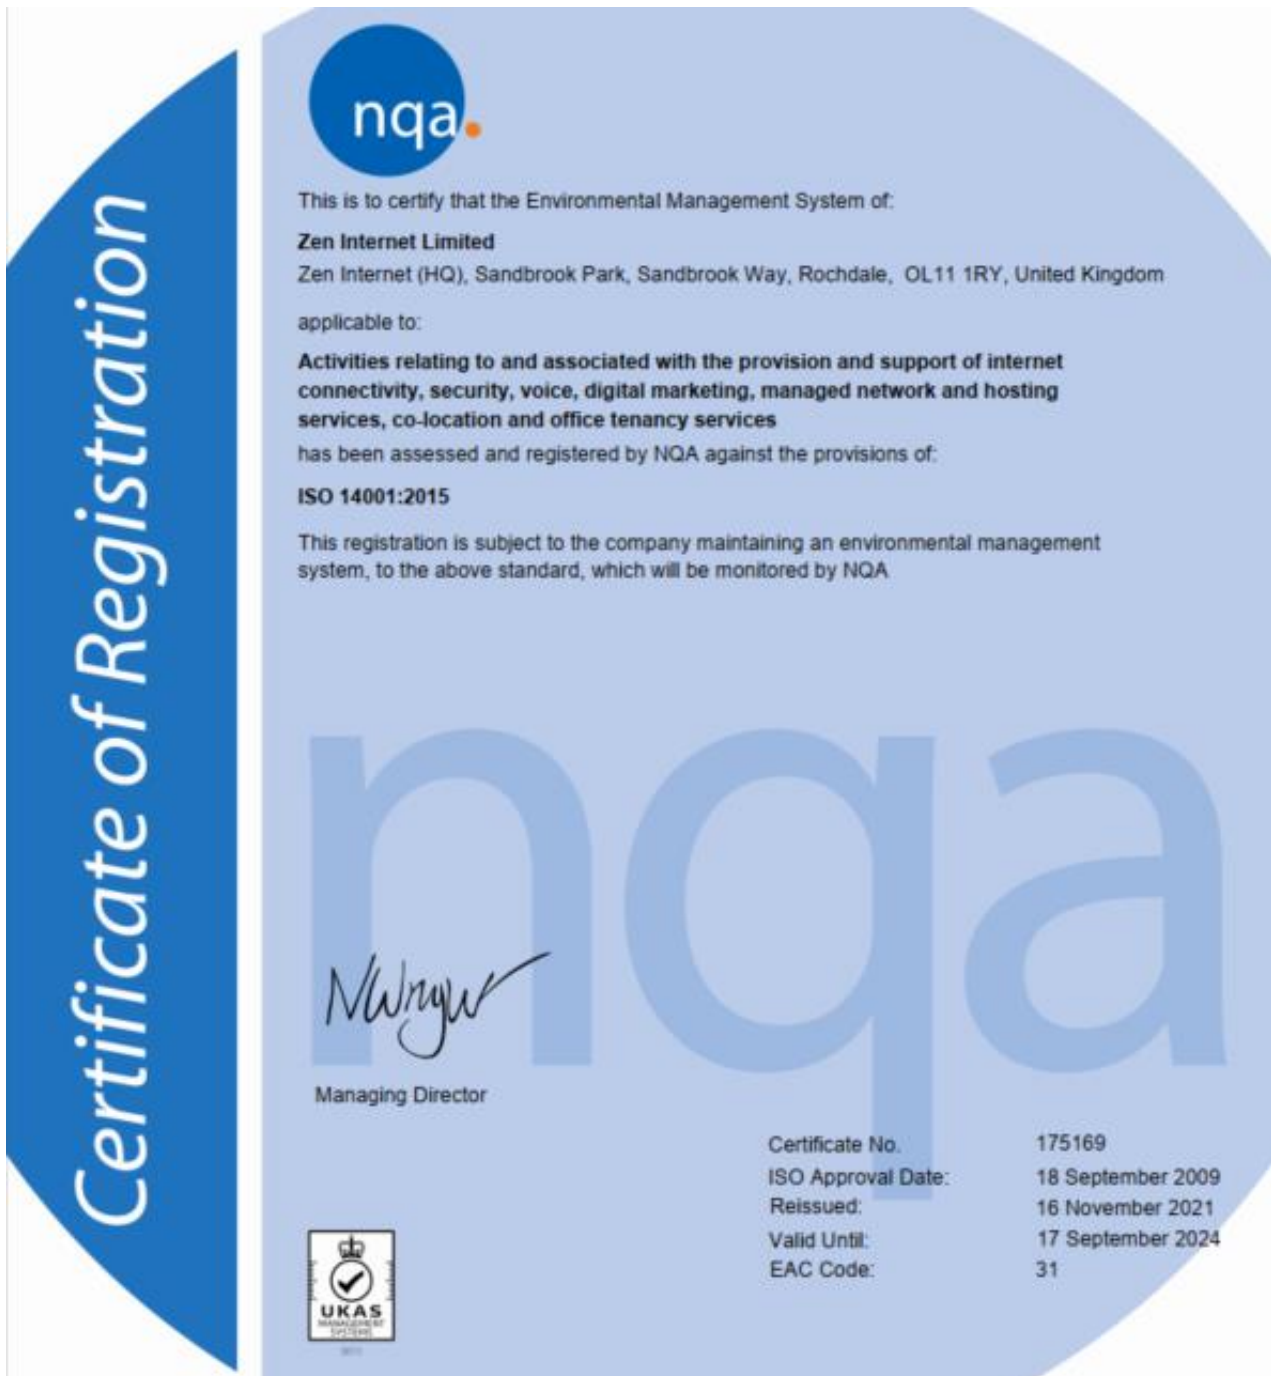 Certificate of Registration
nqa.
This is to certify that the Environmental Management System of:
Zen Internet Limited
Zen Internet (HQ), Sandbrook Park, Sandbrook Way, Rochdale, OL11 1RY, United Kingdom
applicable to:
Activities relating to and associated with the provision and support of internet
connectivity, security, voice, digital marketing, managed network and hosting
services, co-location and office tenancy services
has been assessed and registered by NQA against the provisions of:
ISO 14001:2015
This registration is subject to the company maintaining an environmental management
system, to the above standard, which will be monitored by NQA
nqa
Managing Director
Certificate No. 175169
ISO Approval Date: 18 September 2009
Reissued: 16 November 2021
Valid Until: 17 September 2024
EAC Code: 31
UKAS
MANAGEMENT
SYSTEMS